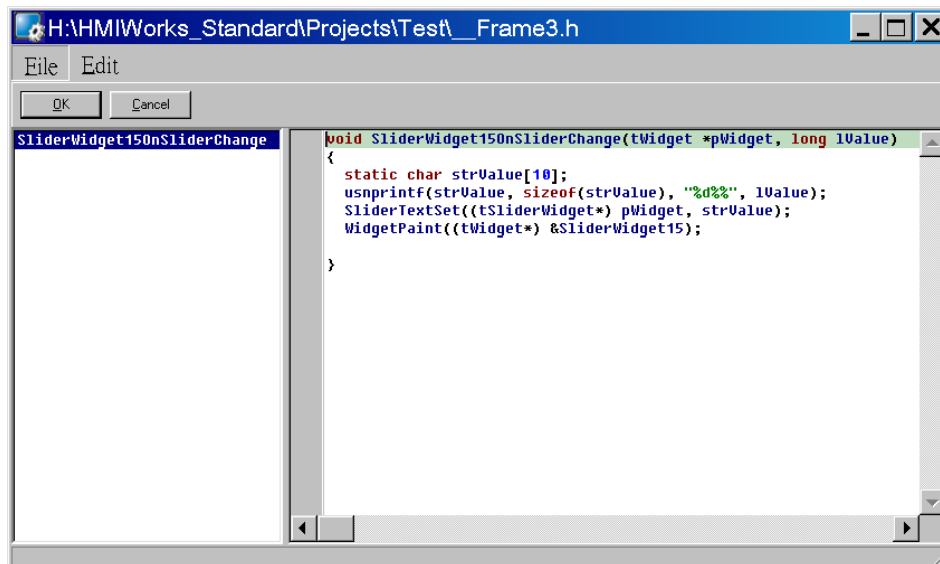 H:\HMIWorks_Standard\Projects\Test\__Frame3.h
File Edit
OK Cancel
SliderWidget15OnSliderChange
void SliderWidget15OnSliderChange(tWidget *pWidget, long lValue)
{
static char strValue[10];
usnprintf(strValue, sizeof(strValue), "%d%%", lValue);
SliderTextSet((tSliderWidget*) pWidget, strValue);
WidgetPaint((tWidget*) &SliderWidget15);
}